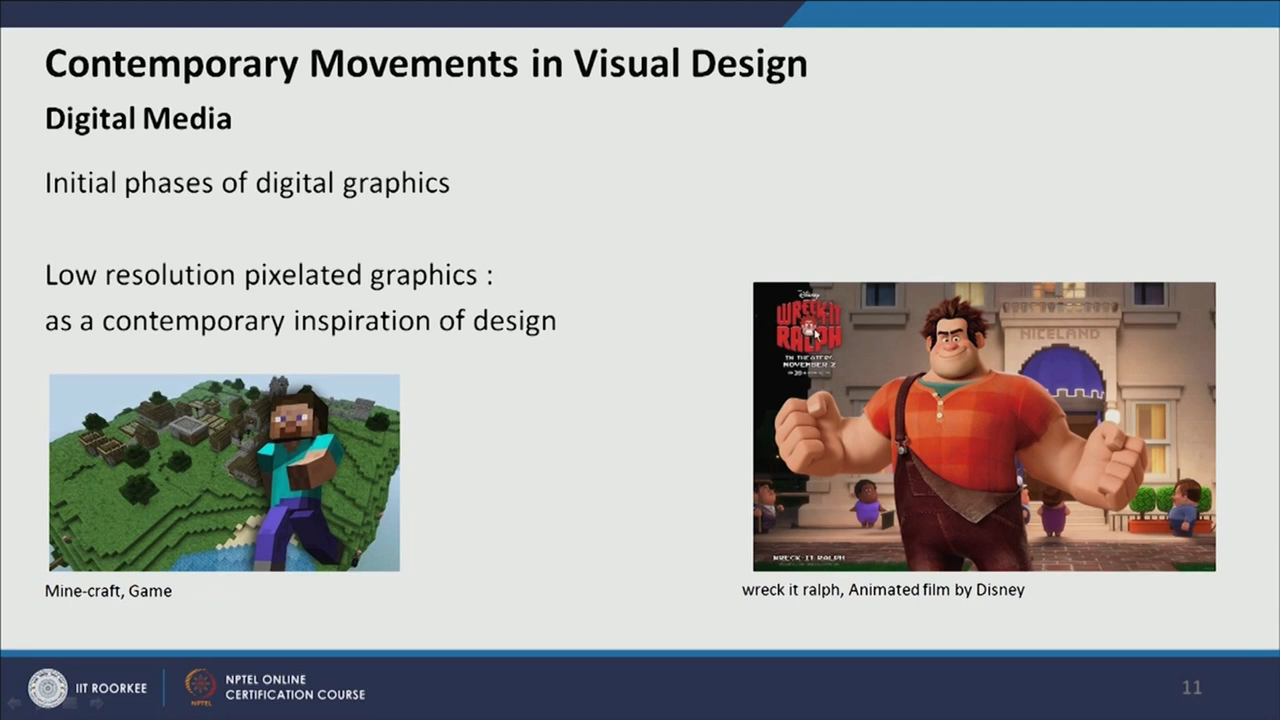 Contemporary Movements in Visual Design
Digital Media
Initial phases of digital graphics
Low resolution pixelated graphics :
as a contemporary inspiration of design
Disney
WRECK-IT
RALPH
IN THEATERS
NOVEMBER 2
NICELAND
WRECK-IT RALPH
Mine-craft, Game
wreck it ralph, Animated film by Disney
IIT ROORKEE
NPTEL
NPTEL ONLINE
CERTIFICATION COURSE
11